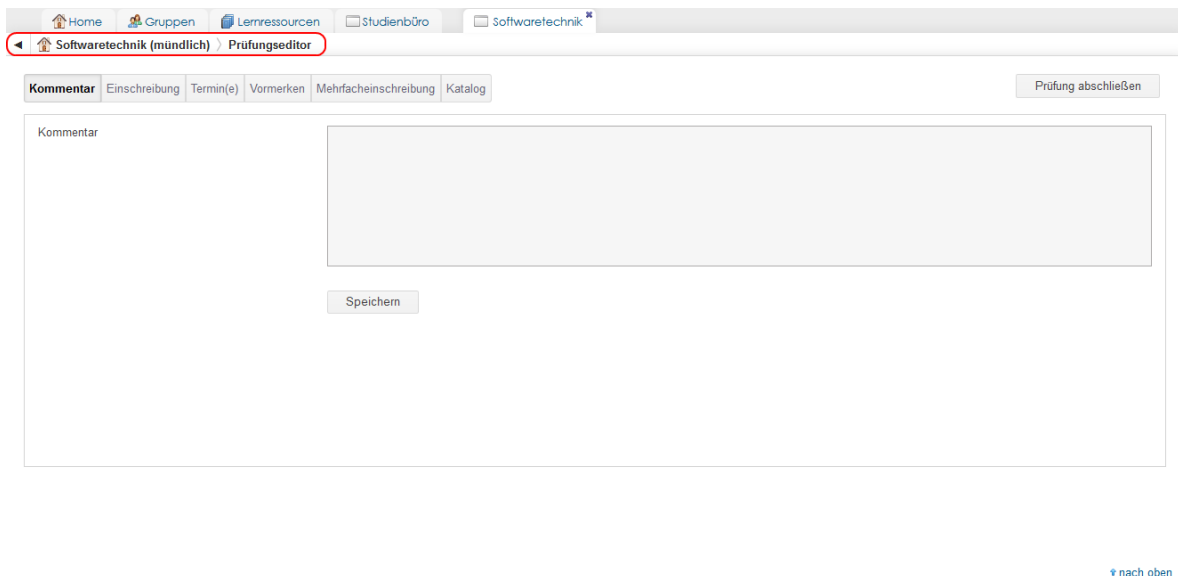 Home Gruppen Lernressourcen Studienbüro Softwaretechnik
Softwaretechnik (mündlich) Prüfungseditor
Kommentar Einschreibung Termin(e) Vormerken Mehrfacheinschreibung Katalog Prüfung abschließen
Kommentar
Speichern
nach oben